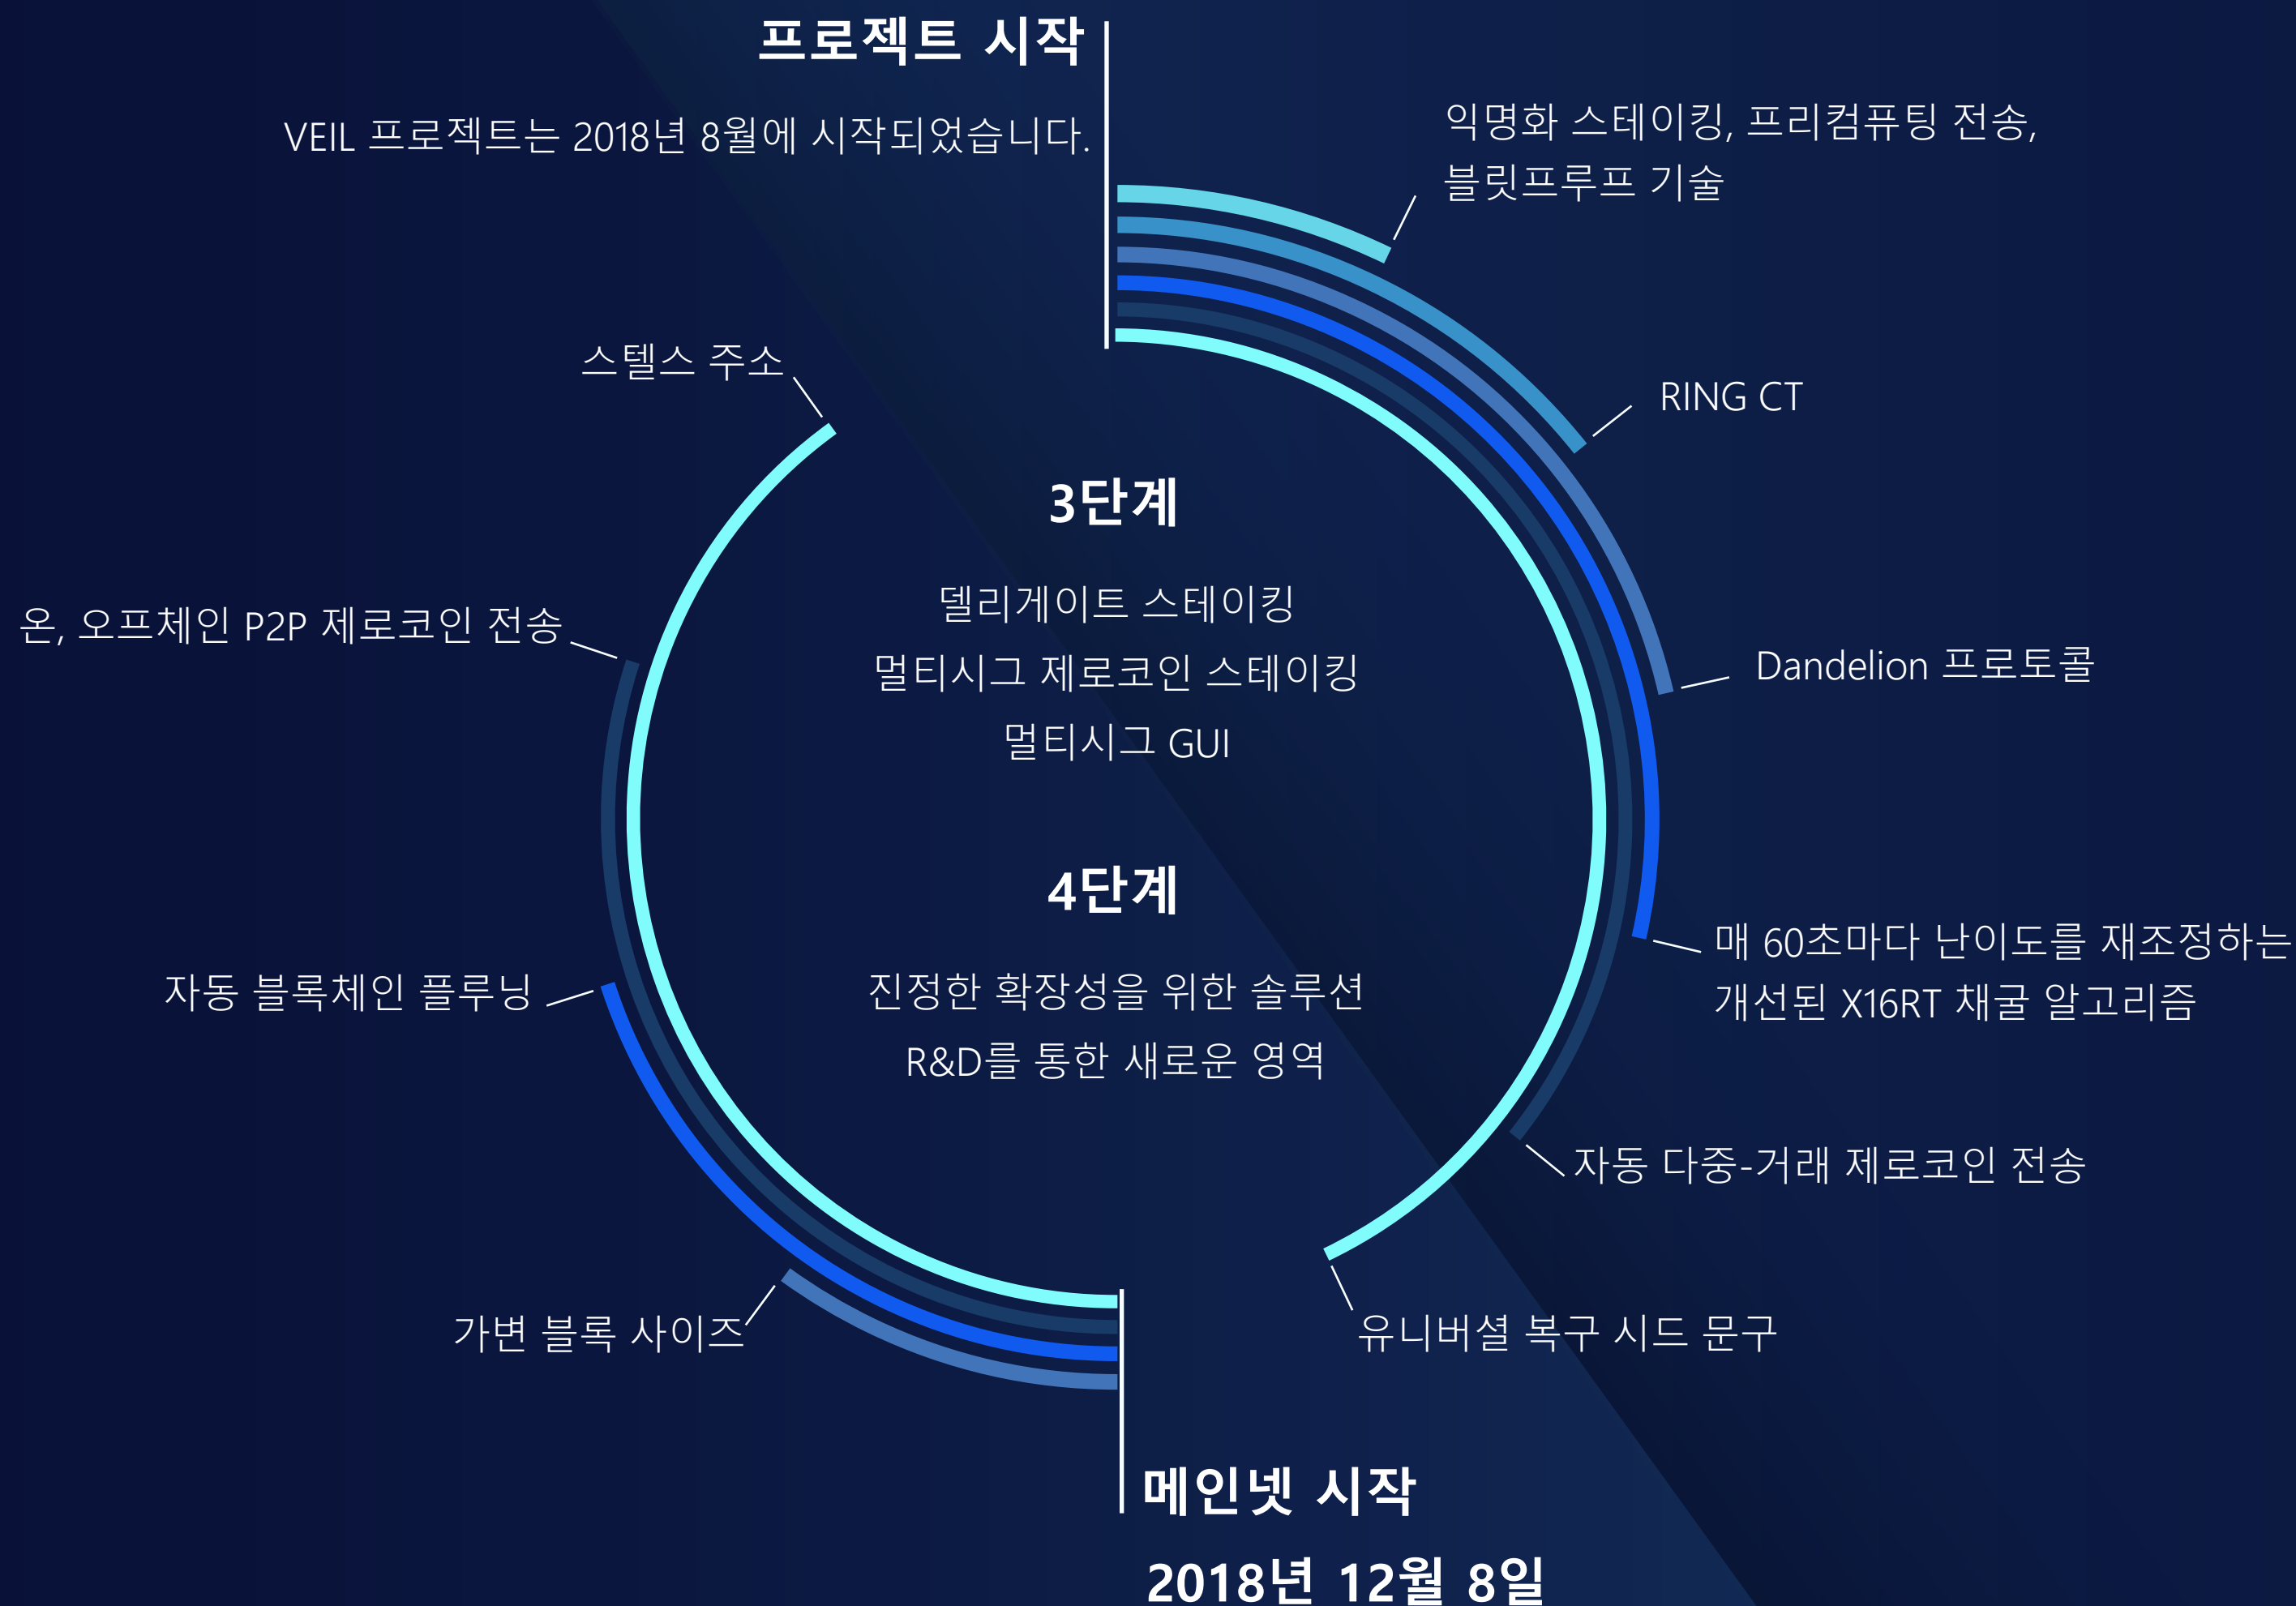 프로젝트 시작
VEIL 프로젝트는 2018년 8월에 시작되었습니다.
익명화 스테이킹, 프리컴퓨팅 전송,
블릿프루프 기술
RING CT
Dandelion 프로토콜
매 60초마다 난이도를 재조정하는
개선된 X16RT 채굴 알고리즘
자동 다중-거래 제로코인 전송
유니버셜 복구 시드 문구
메인넷 시작
2018년 12월 8일
가변 블록 사이즈
자동 블록체인 플루닝
온, 오프체인 P2P 제로코인 전송
스텔스 주소
3단계
델리게이트 스테이킹
멀티시그 제로코인 스테이킹
멀티시그 GUI
4단계
진정한 확장성을 위한 솔루션
R&D를 통한 새로운 영역